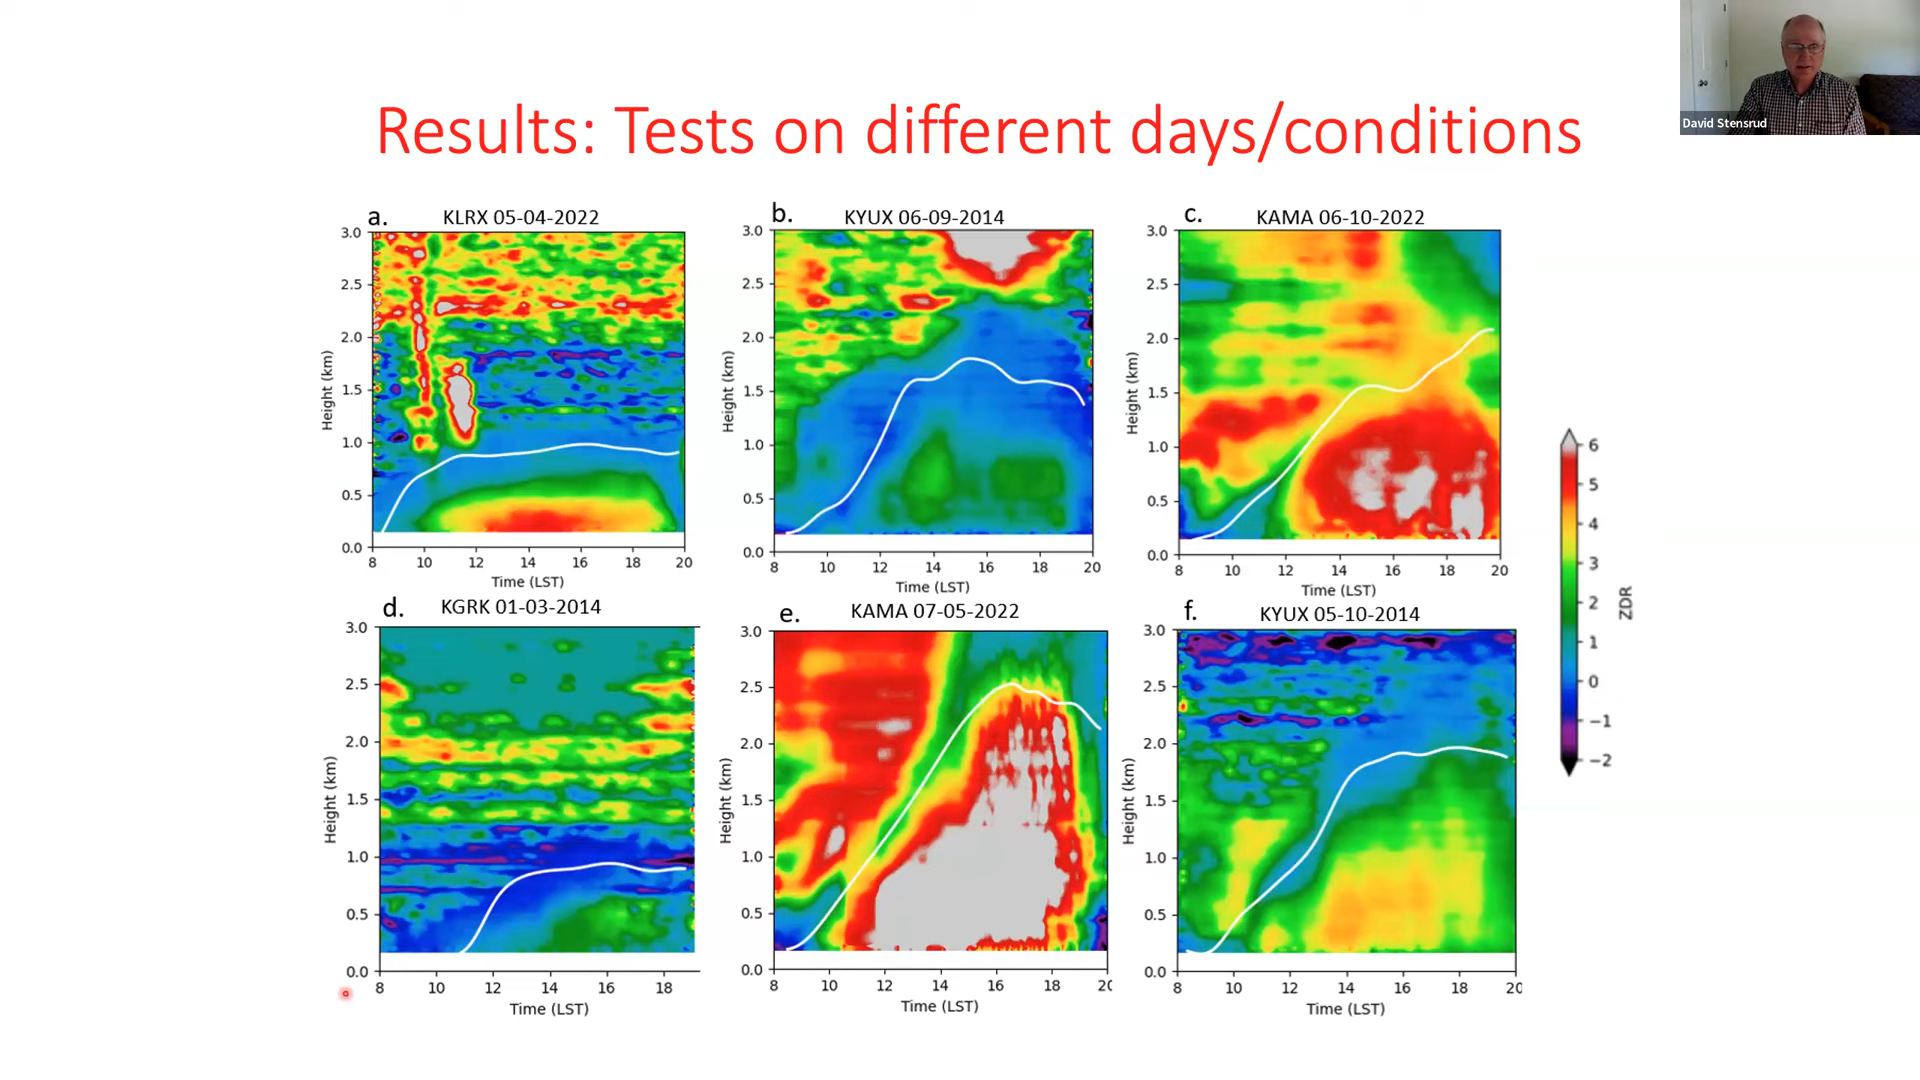 David Stensrud
Results: Tests on different days/conditions
a.
KLRX 05-04-2022
3.0
2.5
2.0
1.5
1.0
0.5
0.0
Height (km)
8 10 12 14 16 18 20
Time (LST)
b.
KYUX 06-09-2014
3.0
2.5
2.0
1.5
1.0
0.5
0.0
Height (km)
8 10 12 14 16 18 20
Time (LST)
c.
KAMA 06-10-2022
3.0
2.5
2.0
1.5
1.0
0.5
0.0
Height (km)
8 10 12 14 16 18 20
Time (LST)
d.
KGRK 01-03-2014
3.0
2.5
2.0
1.5
1.0
0.5
0.0
Height (km)
8 10 12 14 16 18
Time (LST)
e.
KAMA 07-05-2022
3.0
2.5
2.0
1.5
1.0
0.5
0.0
Height (km)
8 10 12 14 16 18 20
Time (LST)
f.
KYUX 05-10-2014
3.0
2.5
2.0
1.5
1.0
0.5
0.0
Height (km)
8 10 12 14 16 18 20
Time (LST)
6
5
4
3
2
1
0
−1
−2
ZDR